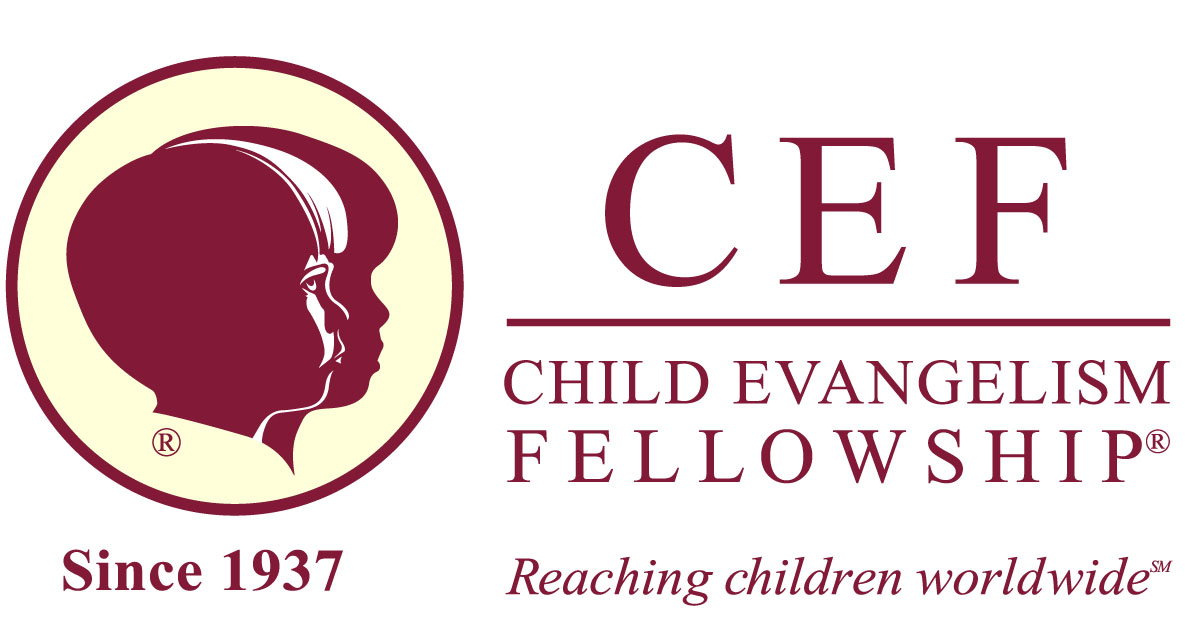 ®
Since 1937
CEF
CHILD EVANGELISM
FELLOWSHIP®
Reaching children worldwide℠